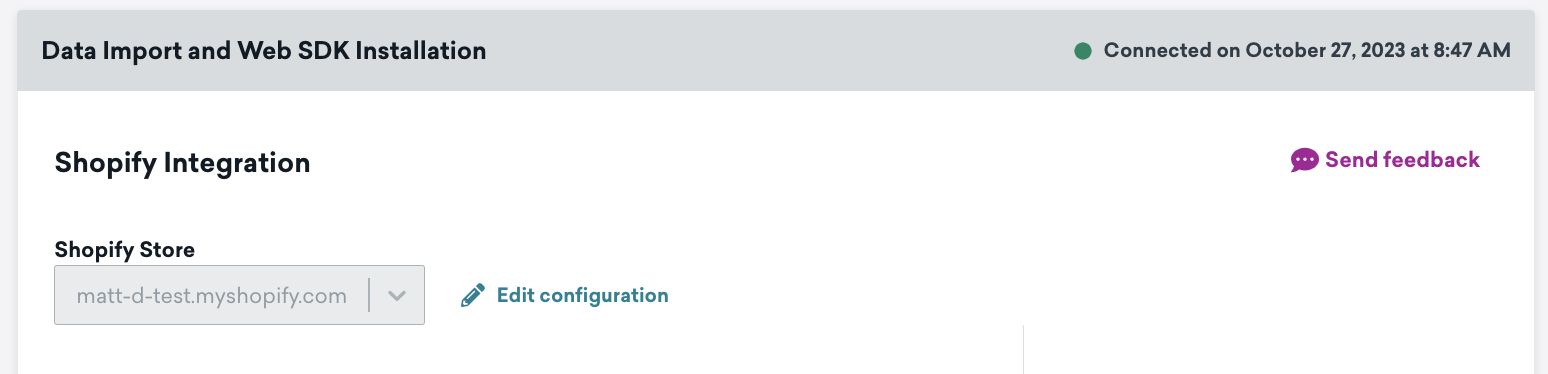 Data Import and Web SDK Installation
Connected on October 27, 2023 at 8:47 AM
Shopify Integration
Send feedback
Shopify Store
matt-d-test.myshopify.com
Edit configuration